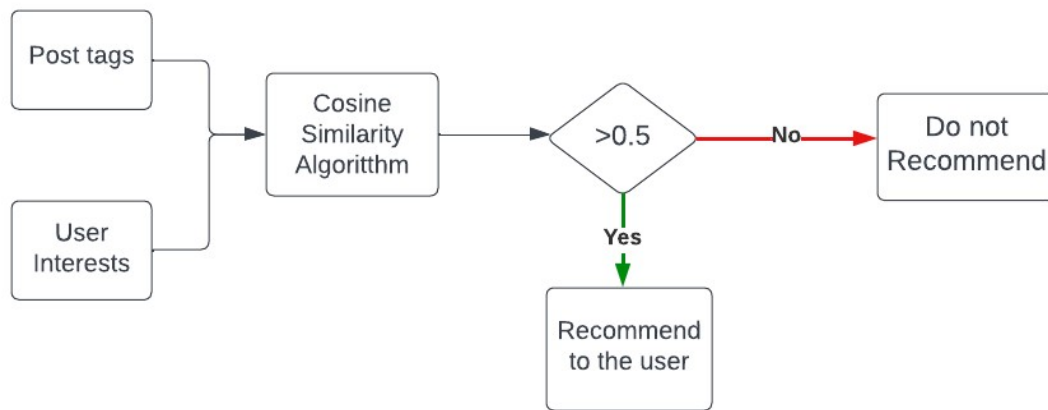 Post tags
User
Interests
Cosine
Similarity
Algoritthm
>0.5
No
Do not
Recommend
Yes
Recommend
to the user